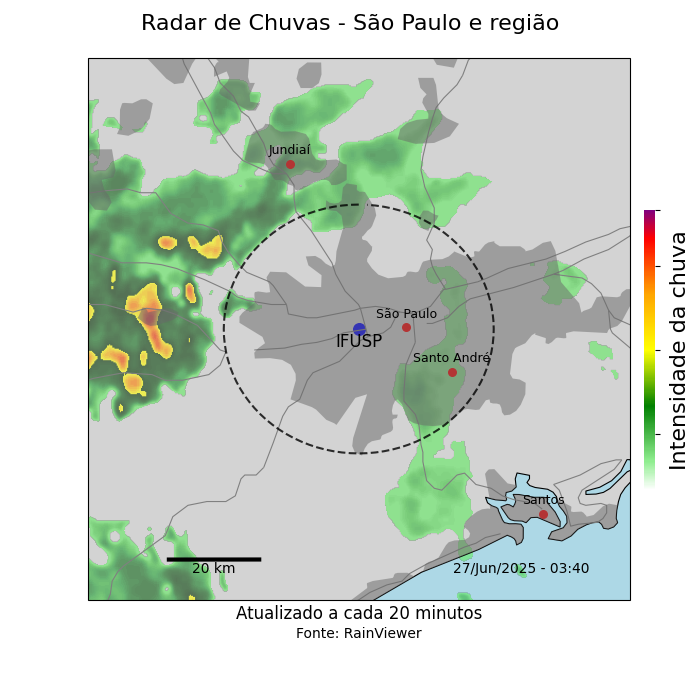 Radar de Chuvas - São Paulo e região
Jundiaí
São Paulo
IFUSP
Santo André
Santos
20 km
27/Jun/2025 - 03:40
Intensidade da chuva
Atualizado a cada 20 minutos
Fonte: RainViewer